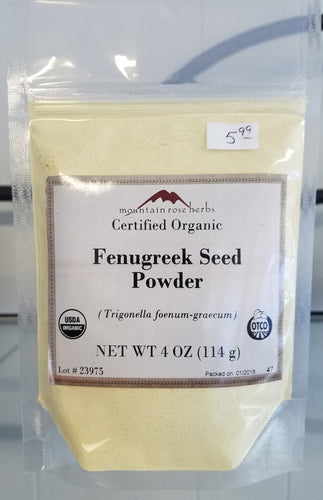 5.99
mountain rose herbs
Certified Organic
Fenugreek Seed
Powder
(Trigonella foenum-graecum)
USDA
ORGANIC
OTCO
NET WT 4 OZ (114 g)
Lot # 23975
Packed on: 01/2018
47